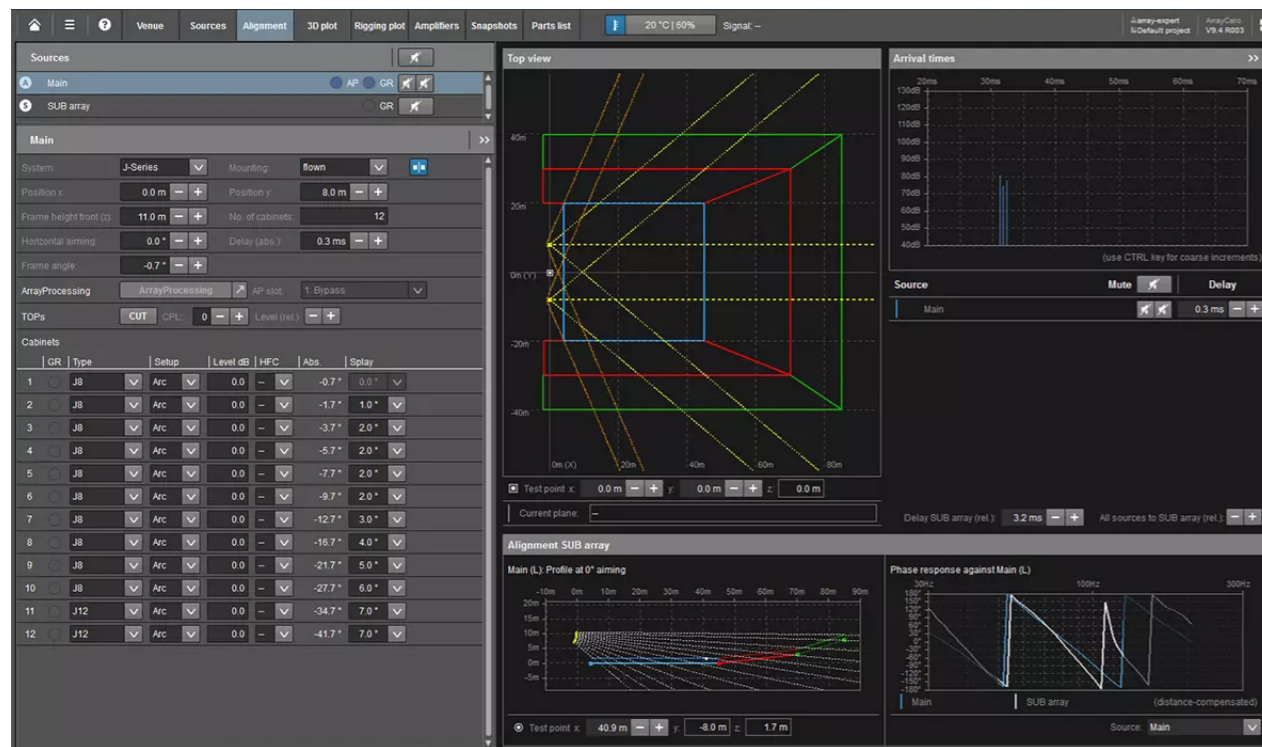 Venue Sources Alignment 3D plot Rigging plot Amplifiers Snapshots Parts list 20 °C | 60% Signal: –
array-expert ArrayCalc
Default project V9.4 R003
Sources
A Main AP GR
S SUB array GR
Main >>
System: J-Series Mounting: flown
Position x: 0.0 m − + Position y: 8.0 m − +
Frame height front (z): 11.0 m − + No. of cabinets: 12
Horizontal aiming: 0.0 ° − + Delay (abs.): 0.3 ms − +
Frame angle: -0.7 ° − +
ArrayProcessing ArrayProcessing AP slot: 1: Bypass
TOPs CUT CPL: 0 − + Level (rel.) − +
Cabinets
GR Type Setup Level dB HFC Abs. Splay
1 J8 Arc 0.0 – -0.7 ° 0.0 °
2 J8 Arc 0.0 – -1.7 ° 1.0 °
3 J8 Arc 0.0 – -3.7 ° 2.0 °
4 J8 Arc 0.0 – -5.7 ° 2.0 °
5 J8 Arc 0.0 – -7.7 ° 2.0 °
6 J8 Arc 0.0 – -9.7 ° 2.0 °
7 J8 Arc 0.0 – -12.7 ° 3.0 °
8 J8 Arc 0.0 – -16.7 ° 4.0 °
9 J8 Arc 0.0 – -21.7 ° 5.0 °
10 J8 Arc 0.0 – -27.7 ° 6.0 °
11 J12 Arc 0.0 – -34.7 ° 7.0 °
12 J12 Arc 0.0 – -41.7 ° 7.0 °
Top view
40m
20m
0m (Y)
-20m
-40m
0m (X) 20m 40m 60m 80m
Test point x: 0.0 m − + y: 0.0 m − + z: 0.0 m
Current plane: –
Arrival times >>
20ms 30ms 40ms 50ms 60ms 70ms
130dB
120dB
110dB
100dB
90dB
80dB
70dB
60dB
50dB
40dB
(use CTRL key for coarse increments)
Source Mute Delay
Main 0.3 ms − +
Delay SUB array (rel.): 3.2 ms − + All sources to SUB array (rel.): − +
Alignment SUB array
Main (L): Profile at 0° aiming
-10m 0m 10m 20m 30m 40m 50m 60m 70m 80m 90m
20m
15m
10m
5m
0m
-5m
Test point x: 40.9 m − + y: -8.0 m z: 1.7 m
Phase response against Main (L)
30Hz 100Hz 300Hz
180°
150°
120°
90°
60°
30°
0°
-30°
-60°
-90°
-120°
-150°
-180°
Main SUB array (distance-compensated)
Source: Main